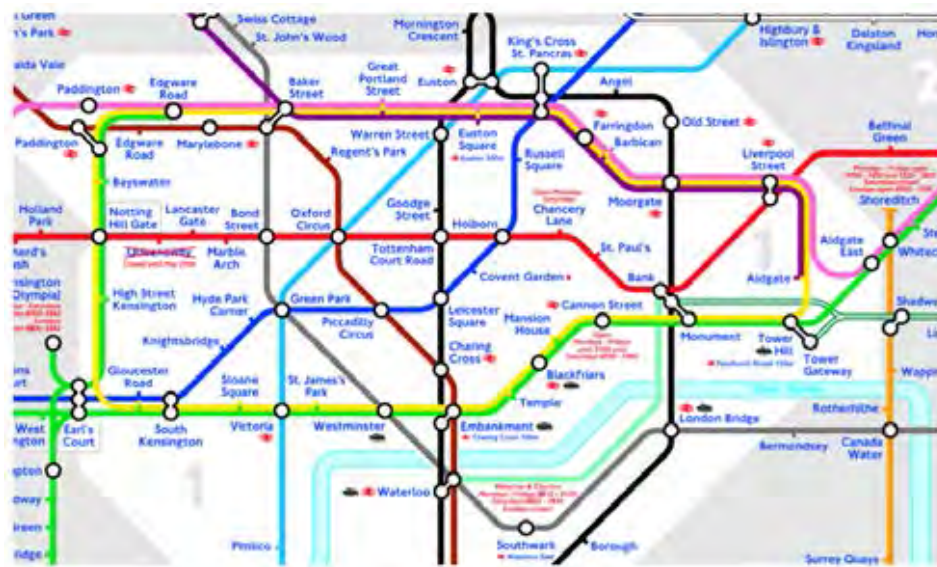 Swiss Cottage
St. John's Wood
Mornington
Crescent
King's Cross
St. Pancras
Highbury &
Islington
Dalston
Kingsland
Paddington
Edgware
Road
Baker
Street
Great
Portland
Street
Euston
Angel
Warren Street
Euston
Square
Farringdon
Barbican
Old Street
Liverpool
Street
Bethnal
Green
Paddington
Edgware
Road
Marylebone
Regent's Park
Russell
Square
Bayswater
Goodge
Street
Moorgate
Shoreditch
Holland
Park
Notting
Hill Gate
Lancaster
Gate
Bond
Street
Oxford
Circus
Tottenham
Court Road
Holborn
Chancery
Lane
St. Paul's
Bank
Aldgate
East
Queensway
Marble
Arch
Covent Garden
Aldgate
High Street
Kensington
Hyde Park
Corner
Green Park
Piccadilly
Circus
Leicester
Square
Mansion
House
Cannon Street
Knightsbridge
Charing
Cross
Monument
Tower
Hill
Tower
Gateway
Gloucester
Road
Sloane
Square
St. James's
Park
Blackfriars
Temple
Rotherhithe
Earl's
Court
South
Kensington
Victoria
Westminster
Embankment
London Bridge
Bermondsey
Canada
Water
Waterloo
Pimlico
Southwark
Borough
Surrey Quays